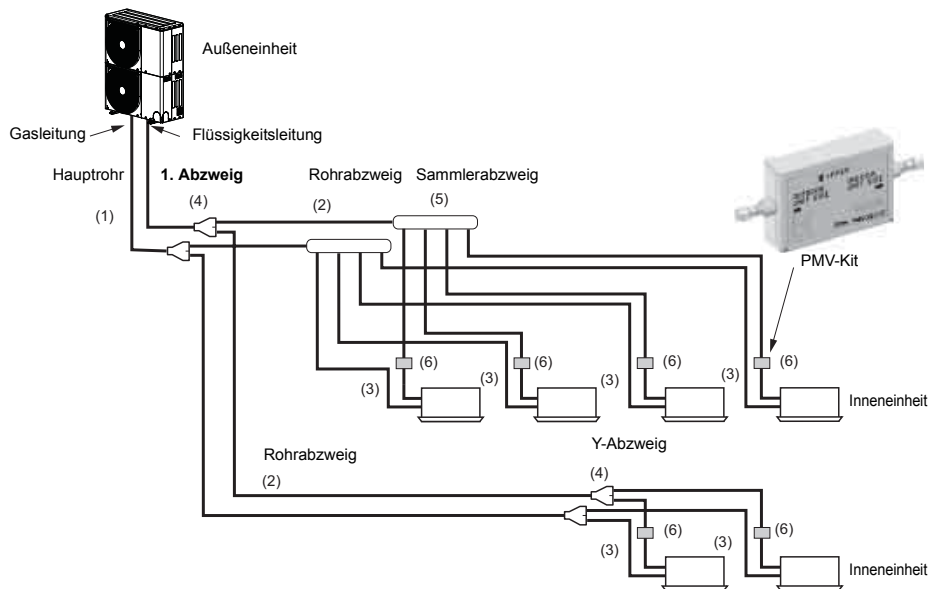 Außeneinheit
Gasleitung
Flüssigkeitsleitung
Hauptrohr
1. Abzweig
Rohrabzweig
Sammlerabzweig
(1)
(4)
(2)
(5)
PMV-Kit
(6)
(6)
(6)
(6)
(3)
(3)
(3)
(3)
Inneneinheit
Rohrabzweig
Y-Abzweig
(2)
(4)
(6)
(6)
(3)
(3)
Inneneinheit